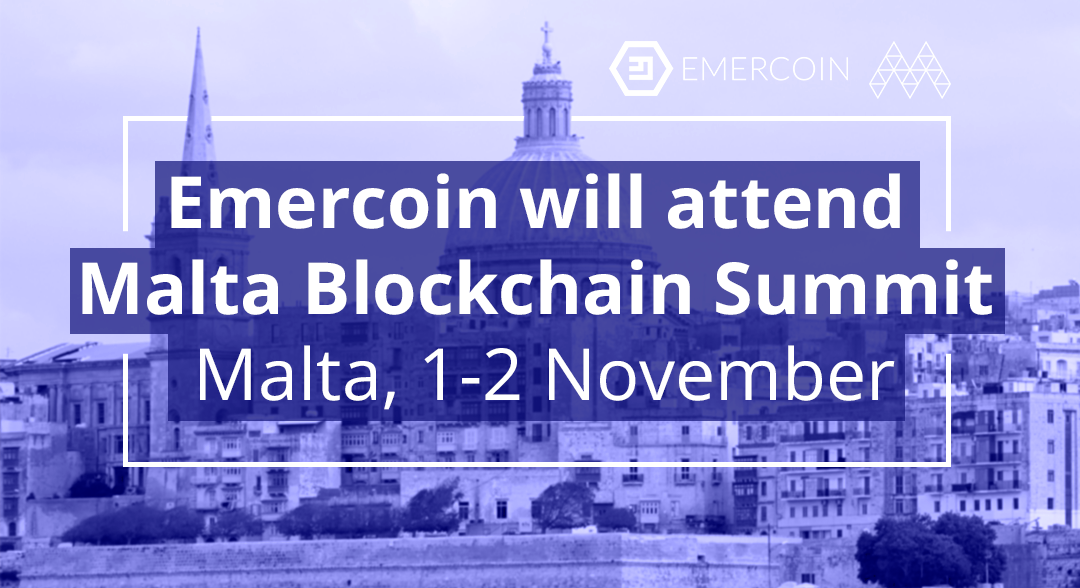 EMERCOIN
Emercoin will attend
Malta Blockchain Summit
Malta, 1-2 November